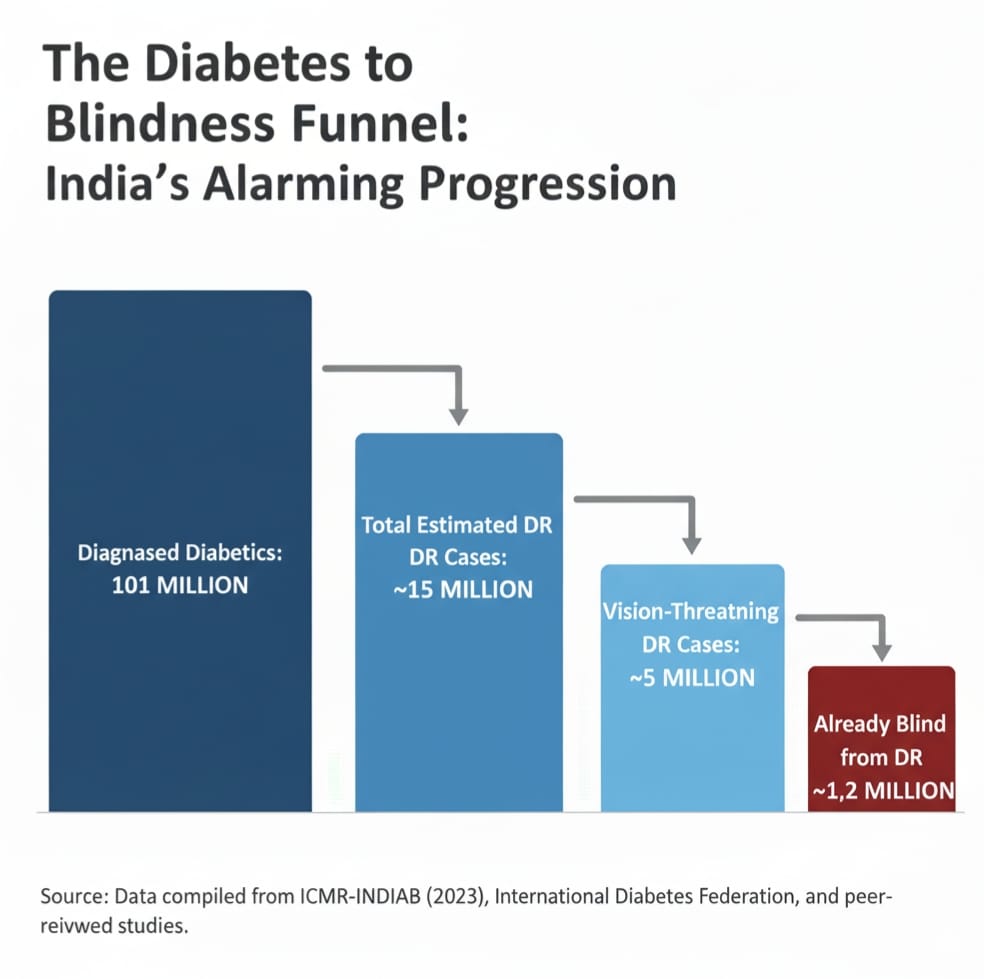 The Diabetes to
Blindness Funnel:
India’s Alarming Progression
Diagnased Diabetics:
101 MILLION
Total Estimated DR
DR Cases:
~15 MILLION
Vision-Threatning
DR Cases:
~5 MILLION
Already Blind
from DR
~1,2 MILLION
Source: Data compiled from ICMR-INDIAB (2023), International Diabetes Federation, and peer-
reivwed studies.